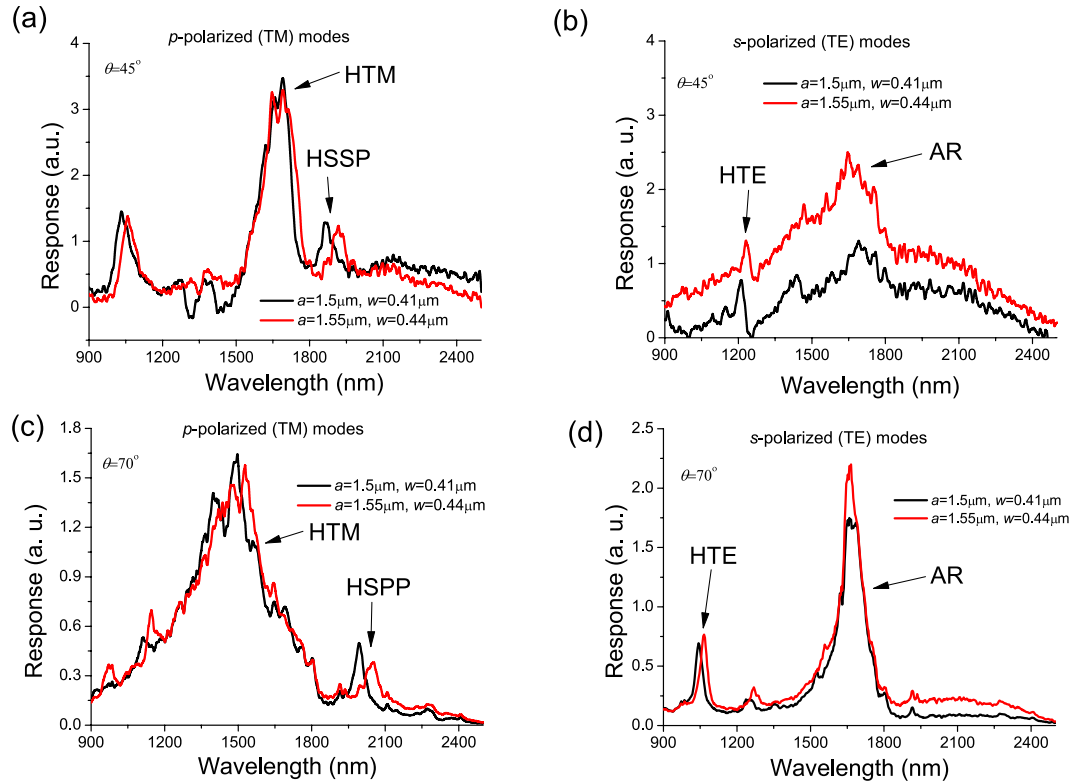 (a)
p-polarized (TM) modes
θ=45°
HTM
HSSP
a=1.5μm, w=0.41μm
a=1.55μm, w=0.44μm
Response (a.u.)
4
3
2
1
0
900 1200 1500 1800 2100 2400
Wavelength (nm)
(b)
s-polarized (TE) modes
θ=45°
a=1.5μm, w=0.41μm
a=1.55μm, w=0.44μm
AR
HTE
Response (a. u.)
4
3
2
1
0
900 1200 1500 1800 2100 2400
Wavelength (nm)
(c)
p-polarized (TM) modes
θ=70°
a=1.5μm, w=0.41μm
a=1.55μm, w=0.44μm
HTM
HSPP
Response (a. u.)
1.8
1.5
1.2
0.9
0.6
0.3
0.0
900 1200 1500 1800 2100 2400
Wavelength (nm)
(d)
s-polarized (TE) modes
θ=70°
a=1.5μm, w=0.41μm
a=1.55μm, w=0.44μm
HTE
AR
Response (a. u.)
2.5
2.0
1.5
1.0
0.5
0.0
900 1200 1500 1800 2100 2400
Wavelength (nm)